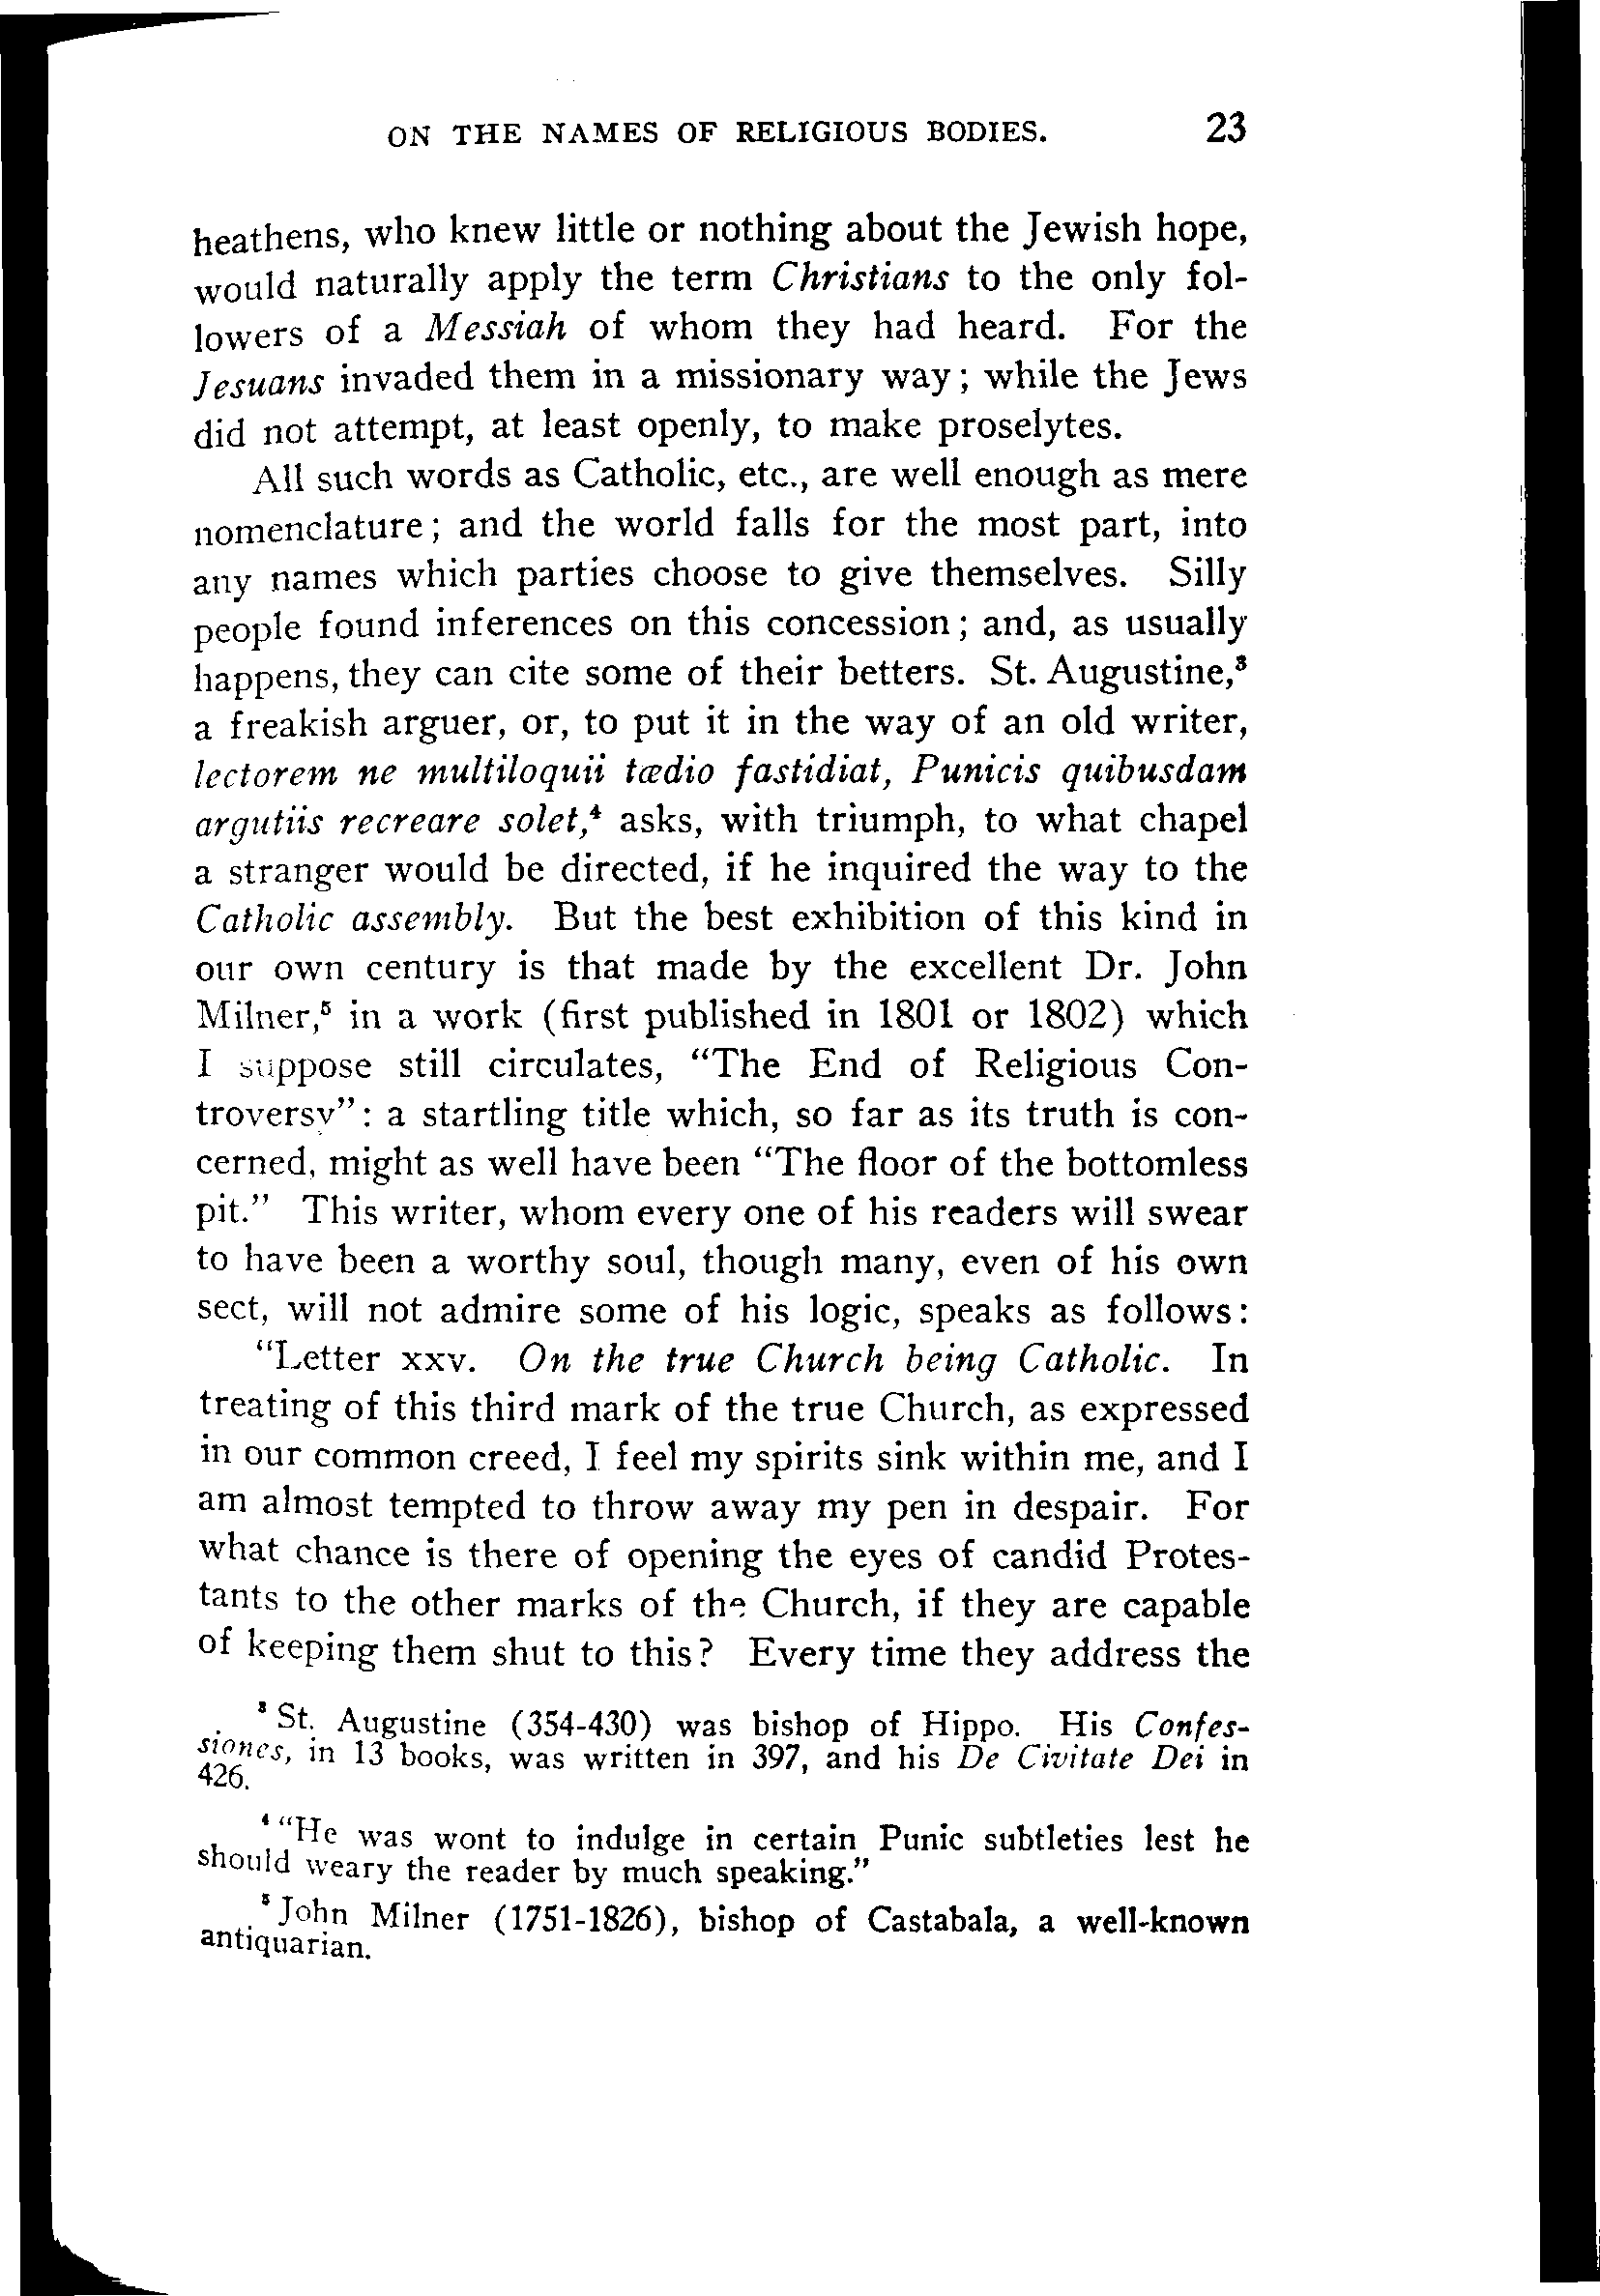 ON THE NAMES OF RELIGIOUS BODIES. 23
heathens, who knew little or nothing about the Jewish hope,
would naturally apply the term Christians to the only fol-
lowers of a Messiah of whom they had heard. For the
Jesuans invaded them in a missionary way; while the Jews
did not attempt, at least openly, to make proselytes.
All such words as Catholic, etc., are well enough as mere
nomenclature; and the world falls for the most part, into
any names which parties choose to give themselves. Silly
people found inferences on this concession; and, as usually
happens, they can cite some of their betters. St. Augustine,³
a freakish arguer, or, to put it in the way of an old writer,
lectorem ne multiloquii tædio fastidiat, Punicis quibusdam
argutiis recreare solet,⁴ asks, with triumph, to what chapel
a stranger would be directed, if he inquired the way to the
Catholic assembly. But the best exhibition of this kind in
our own century is that made by the excellent Dr. John
Milner,⁵ in a work (first published in 1801 or 1802) which
I suppose still circulates, "The End of Religious Con-
troversy": a startling title which, so far as its truth is con-
cerned, might as well have been "The floor of the bottomless
pit." This writer, whom every one of his readers will swear
to have been a worthy soul, though many, even of his own
sect, will not admire some of his logic, speaks as follows:
"Letter xxv. On the true Church being Catholic. In
treating of this third mark of the true Church, as expressed
in our common creed, I feel my spirits sink within me, and I
am almost tempted to throw away my pen in despair. For
what chance is there of opening the eyes of candid Protes-
tants to the other marks of the Church, if they are capable
of keeping them shut to this? Every time they address the
³ St. Augustine (354-430) was bishop of Hippo. His Confes-
siones, in 13 books, was written in 397, and his De Civitate Dei in
426.
⁴ "He was wont to indulge in certain Punic subtleties lest he
should weary the reader by much speaking."
⁵ John Milner (1751-1826), bishop of Castabala, a well-known
antiquarian.